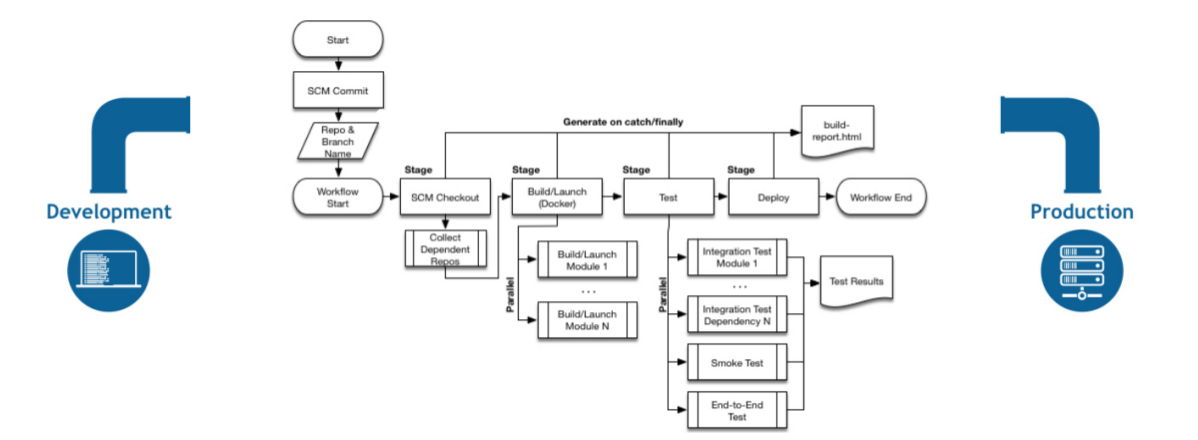 Start
SCM Commit
Repo &
Branch
Name
Generate on catch/finally
build-
report.html
Stage
Stage
Stage
Stage
Workflow
Start
SCM Checkout
Build/Launch
(Docker)
Test
Deploy
Workflow End
Development
Production
Collect
Dependent
Repos
Parallel
Build/Launch
Module 1
...
Build/Launch
Module N
Parallel
Integration Test
Module 1
...
Integration Test
Dependency N
Smoke Test
End-to-End
Test
Test Results